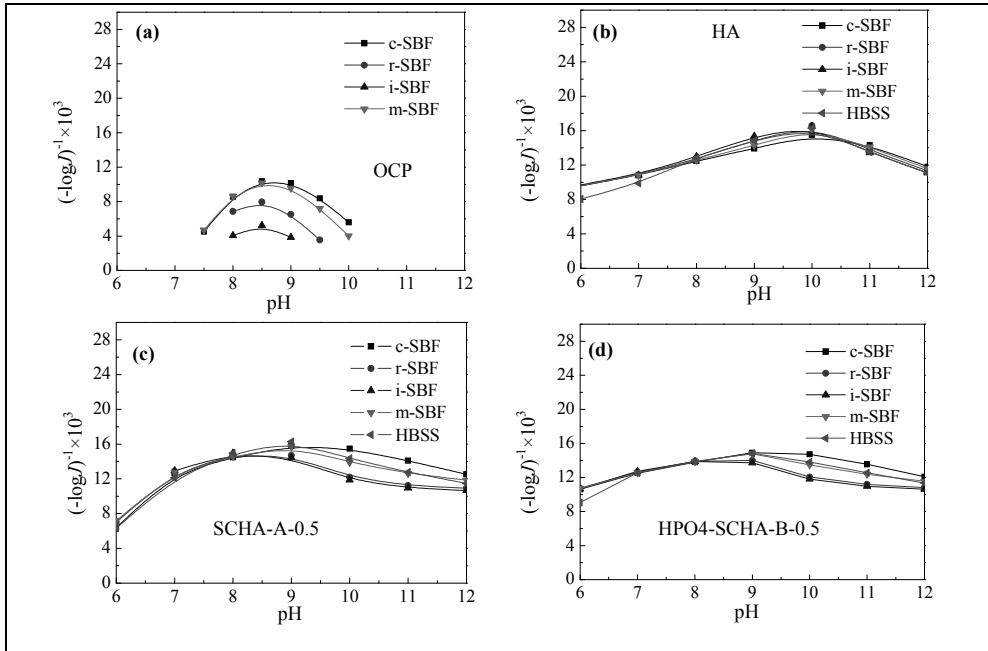 (a)
c-SBF
r-SBF
i-SBF
m-SBF
OCP
(-logJ)⁻¹×10³
28
24
20
16
12
8
4
0
6 7 8 9 10 11 12
pH
(b)
HA
c-SBF
r-SBF
i-SBF
m-SBF
HBSS
(-logJ)⁻¹×10³
28
24
20
16
12
8
4
0
6 7 8 9 10 11 12
pH
(c)
c-SBF
r-SBF
i-SBF
m-SBF
HBSS
SCHA-A-0.5
(-logJ)⁻¹×10³
28
24
20
16
12
8
4
0
6 7 8 9 10 11 12
pH
(d)
c-SBF
r-SBF
i-SBF
m-SBF
HBSS
HPO4-SCHA-B-0.5
(-logJ)⁻¹×10³
28
24
20
16
12
8
4
0
6 7 8 9 10 11 12
pH